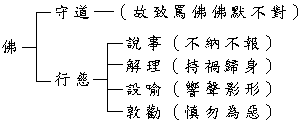 佛
守道—（故致罵佛佛默不對）
行慈
說事（不納不報）
解理（持禍歸身）
設喻（響聲影形）
敦勸（慎勿為惡）